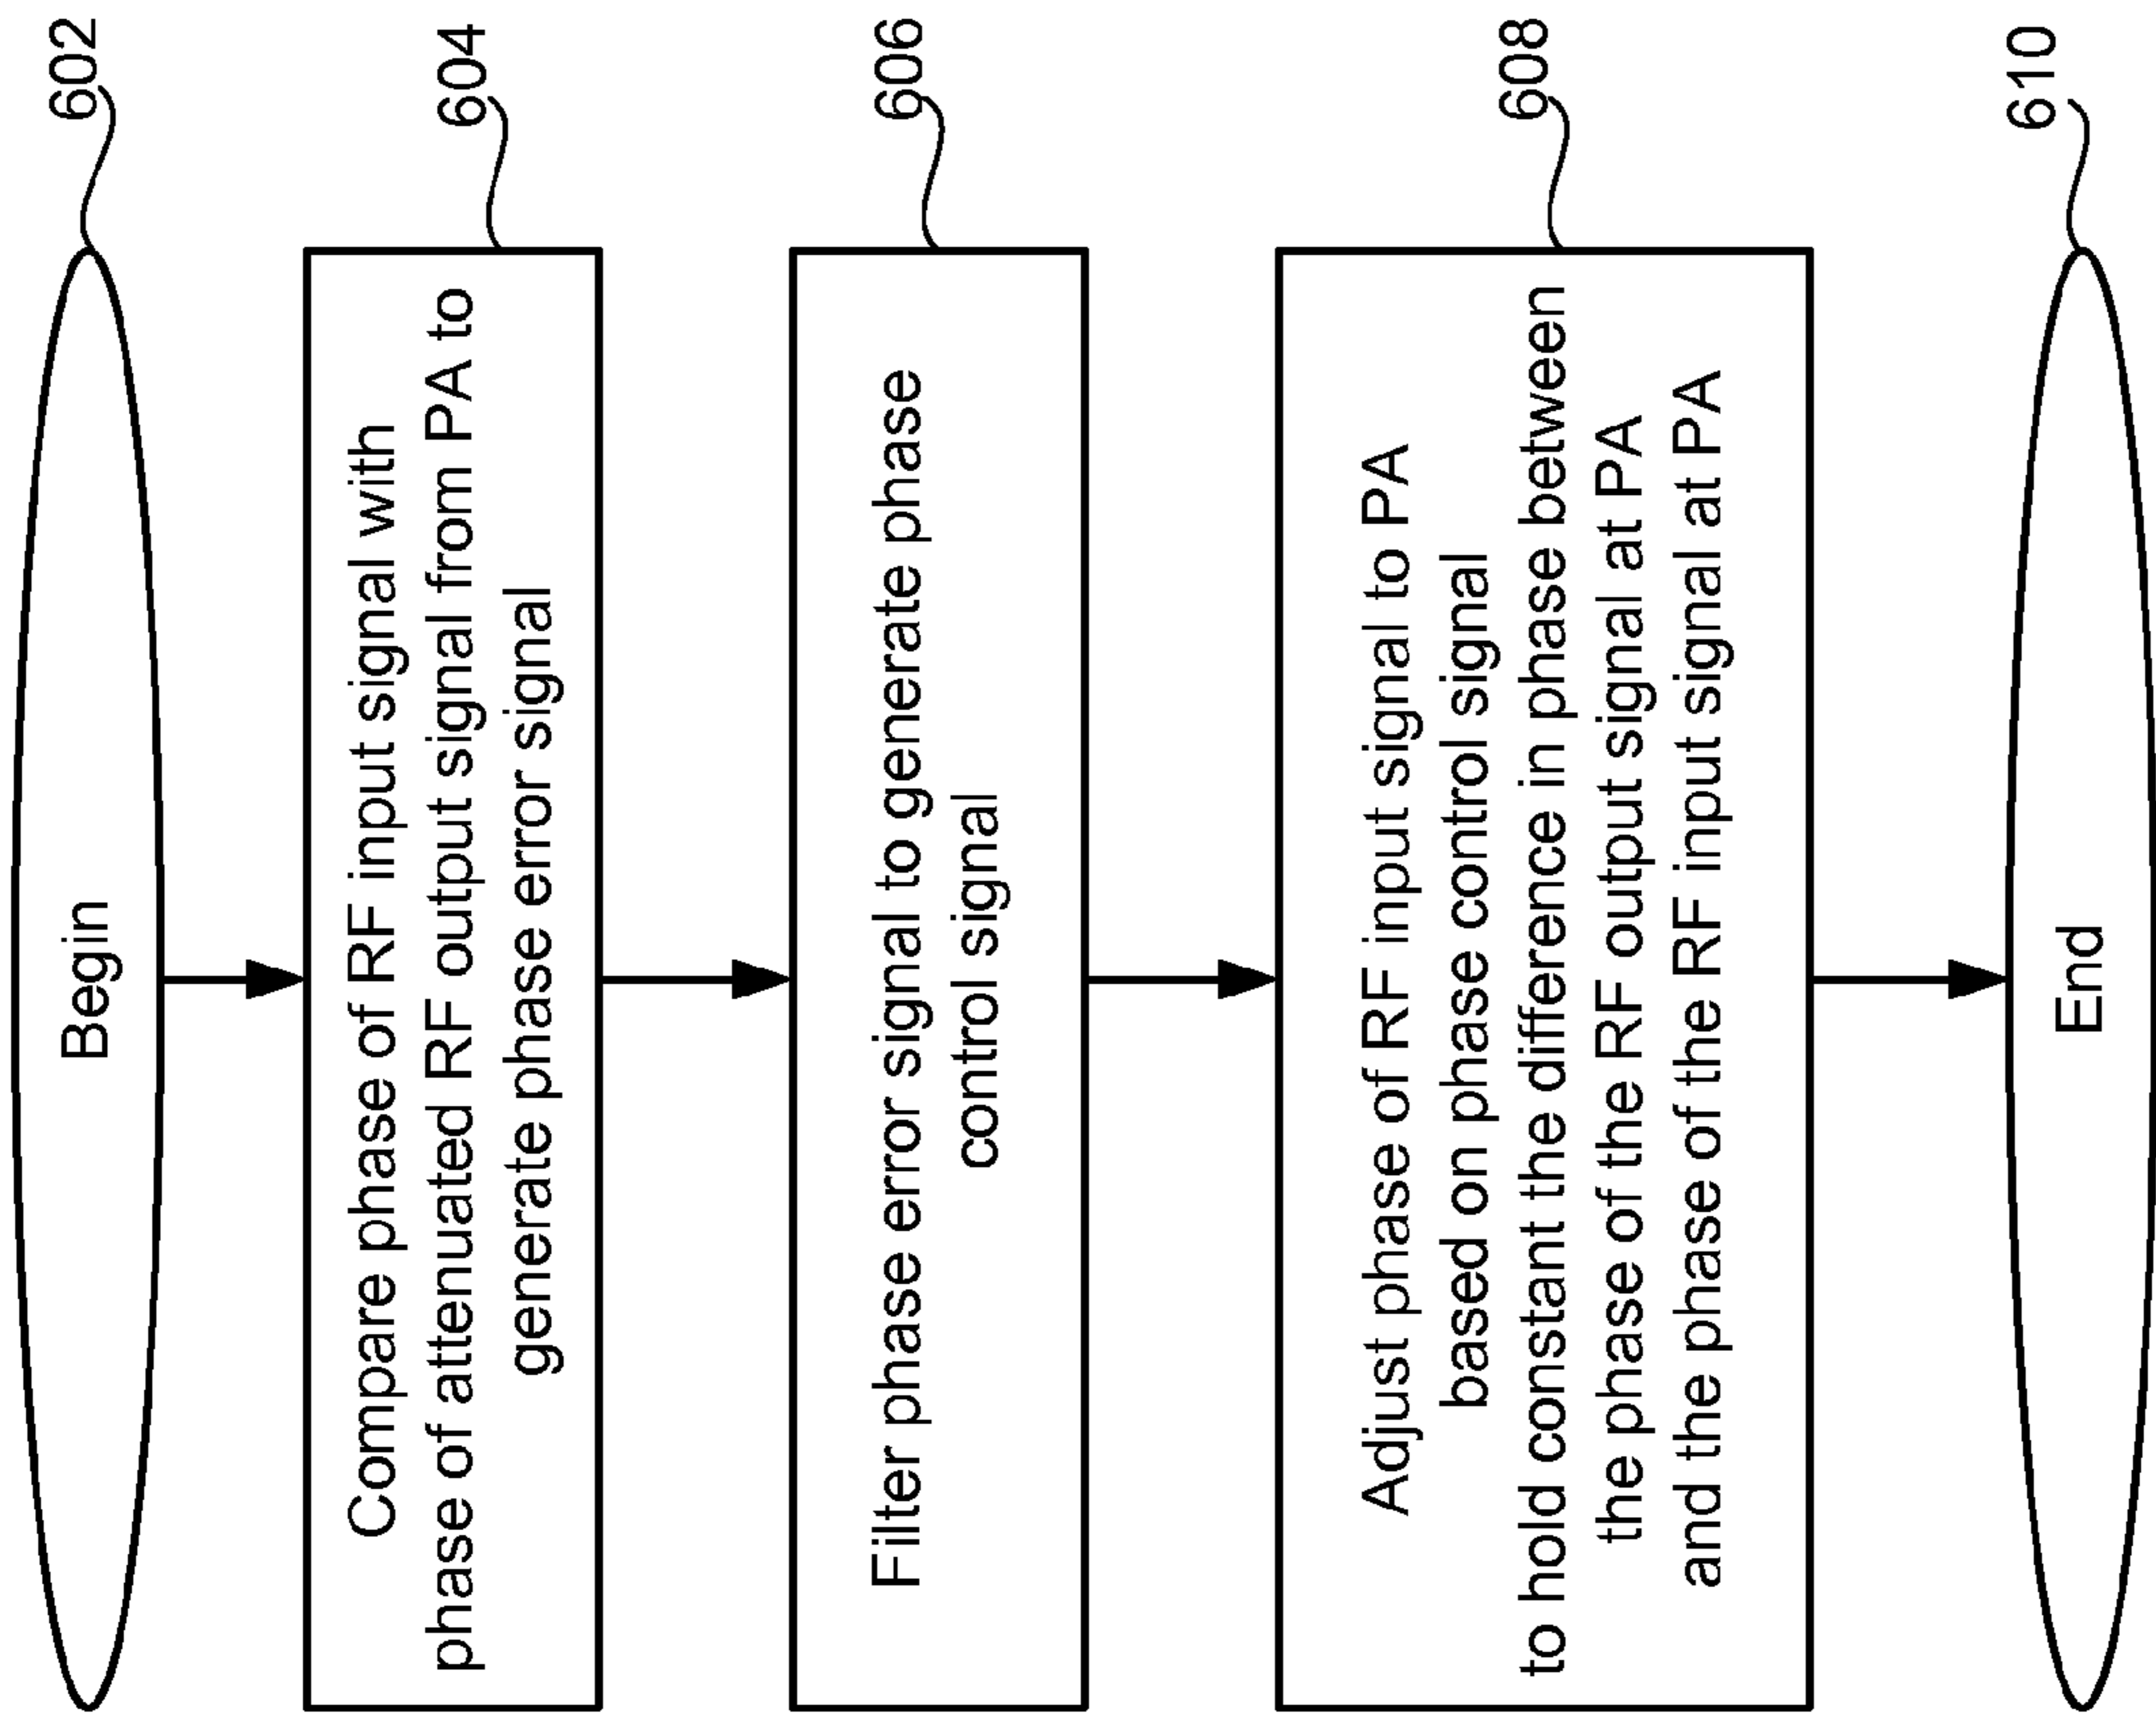 Begin
602
Compare phase of RF input signal with
phase of attenuated RF output signal from PA to
generate phase error signal
604
Filter phase error signal to generate phase
control signal
606
Adjust phase of RF input signal to PA
based on phase control signal
to hold constant the difference in phase between
the phase of the RF output signal at PA
and the phase of the RF input signal at PA
608
End
610